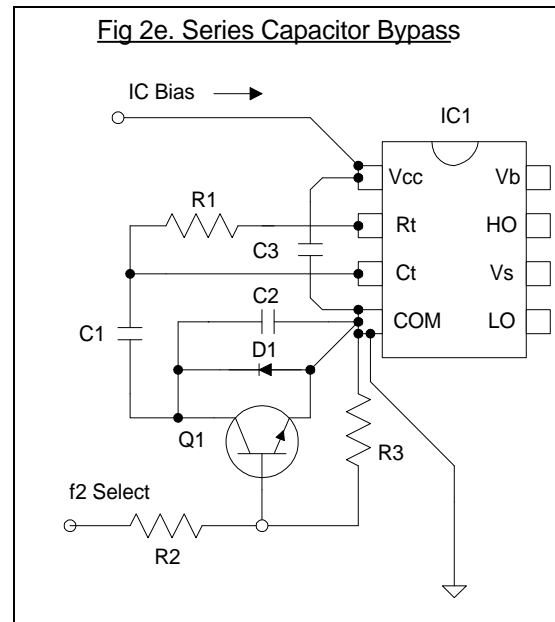 Fig 2e. Series Capacitor Bypass
IC Bias
IC1
Vcc
Vb
R1
Rt
HO
C3
Ct
Vs
C2
C1
COM
LO
D1
Q1
R3
f2 Select
R2